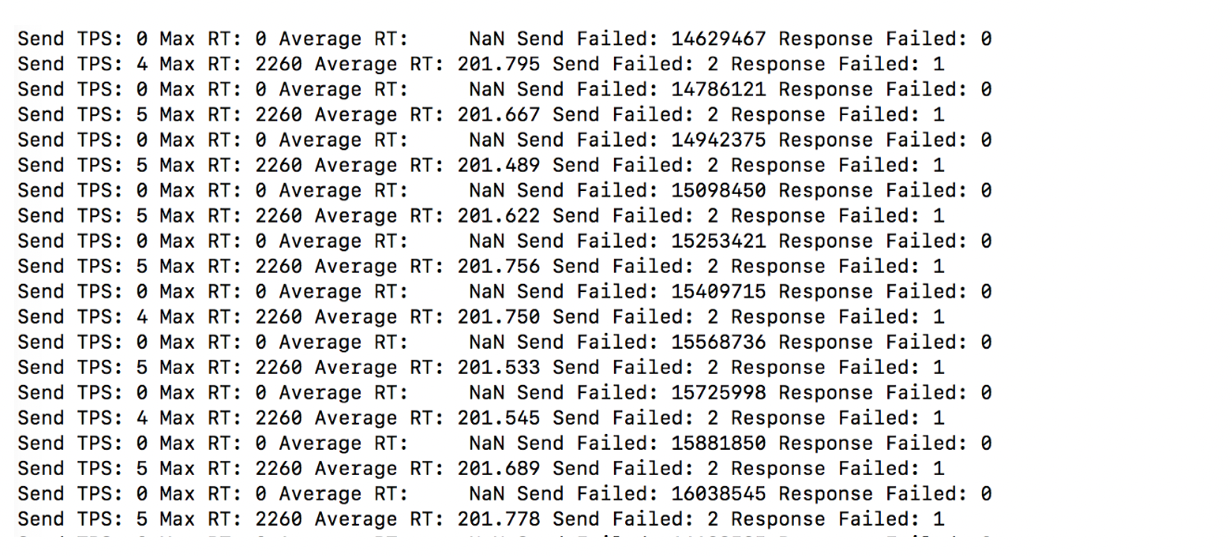 Send TPS: 0 Max RT: 0 Average RT:     NaN Send Failed: 14629467 Response Failed: 0
Send TPS: 4 Max RT: 2260 Average RT: 201.795 Send Failed: 2 Response Failed: 1
Send TPS: 0 Max RT: 0 Average RT:     NaN Send Failed: 14786121 Response Failed: 0
Send TPS: 5 Max RT: 2260 Average RT: 201.667 Send Failed: 2 Response Failed: 1
Send TPS: 0 Max RT: 0 Average RT:     NaN Send Failed: 14942375 Response Failed: 0
Send TPS: 5 Max RT: 2260 Average RT: 201.489 Send Failed: 2 Response Failed: 1
Send TPS: 0 Max RT: 0 Average RT:     NaN Send Failed: 15098450 Response Failed: 0
Send TPS: 5 Max RT: 2260 Average RT: 201.622 Send Failed: 2 Response Failed: 1
Send TPS: 0 Max RT: 0 Average RT:     NaN Send Failed: 15253421 Response Failed: 0
Send TPS: 5 Max RT: 2260 Average RT: 201.756 Send Failed: 2 Response Failed: 1
Send TPS: 0 Max RT: 0 Average RT:     NaN Send Failed: 15409715 Response Failed: 0
Send TPS: 4 Max RT: 2260 Average RT: 201.750 Send Failed: 2 Response Failed: 1
Send TPS: 0 Max RT: 0 Average RT:     NaN Send Failed: 15568736 Response Failed: 0
Send TPS: 5 Max RT: 2260 Average RT: 201.533 Send Failed: 2 Response Failed: 1
Send TPS: 0 Max RT: 0 Average RT:     NaN Send Failed: 15725998 Response Failed: 0
Send TPS: 4 Max RT: 2260 Average RT: 201.545 Send Failed: 2 Response Failed: 1
Send TPS: 0 Max RT: 0 Average RT:     NaN Send Failed: 15881850 Response Failed: 0
Send TPS: 5 Max RT: 2260 Average RT: 201.689 Send Failed: 2 Response Failed: 1
Send TPS: 0 Max RT: 0 Average RT:     NaN Send Failed: 16038545 Response Failed: 0
Send TPS: 5 Max RT: 2260 Average RT: 201.778 Send Failed: 2 Response Failed: 1